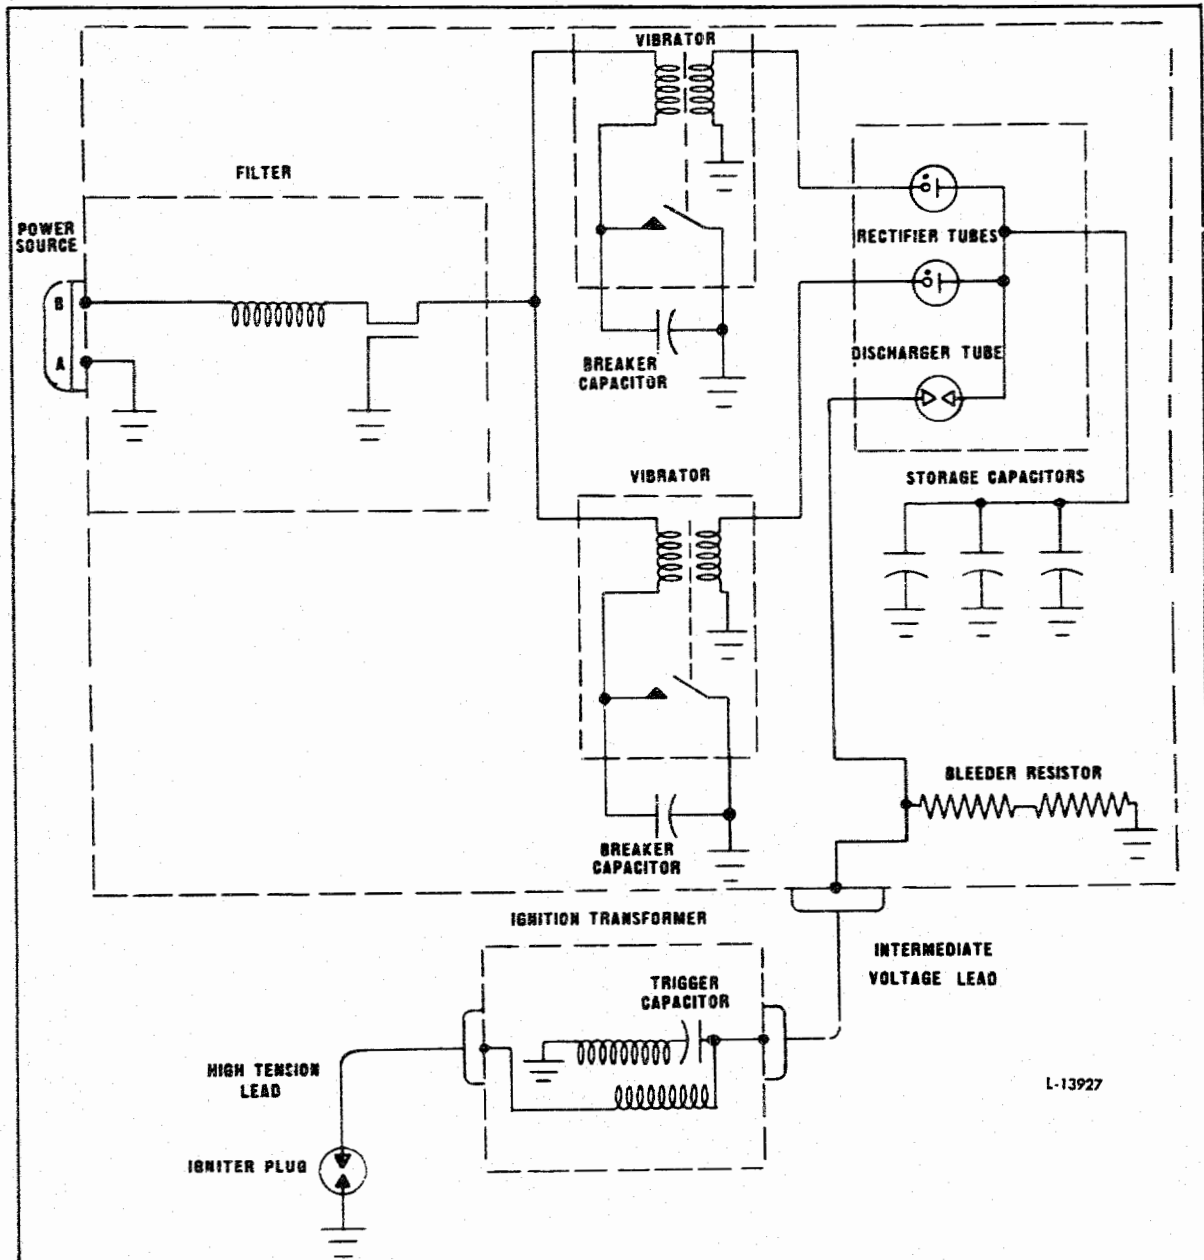 VIBRATOR
FILTER
POWER
SOURCE
B
A
RECTIFIER TUBES
BREAKER
CAPACITOR
DISCHARGER TUBE
VIBRATOR
STORAGE CAPACITORS
BLEEDER RESISTOR
BREAKER
CAPACITOR
IGNITION TRANSFORMER
INTERMEDIATE
VOLTAGE LEAD
TRIGGER
CAPACITOR
HIGH TENSION
LEAD
L-13927
IGNITER PLUG